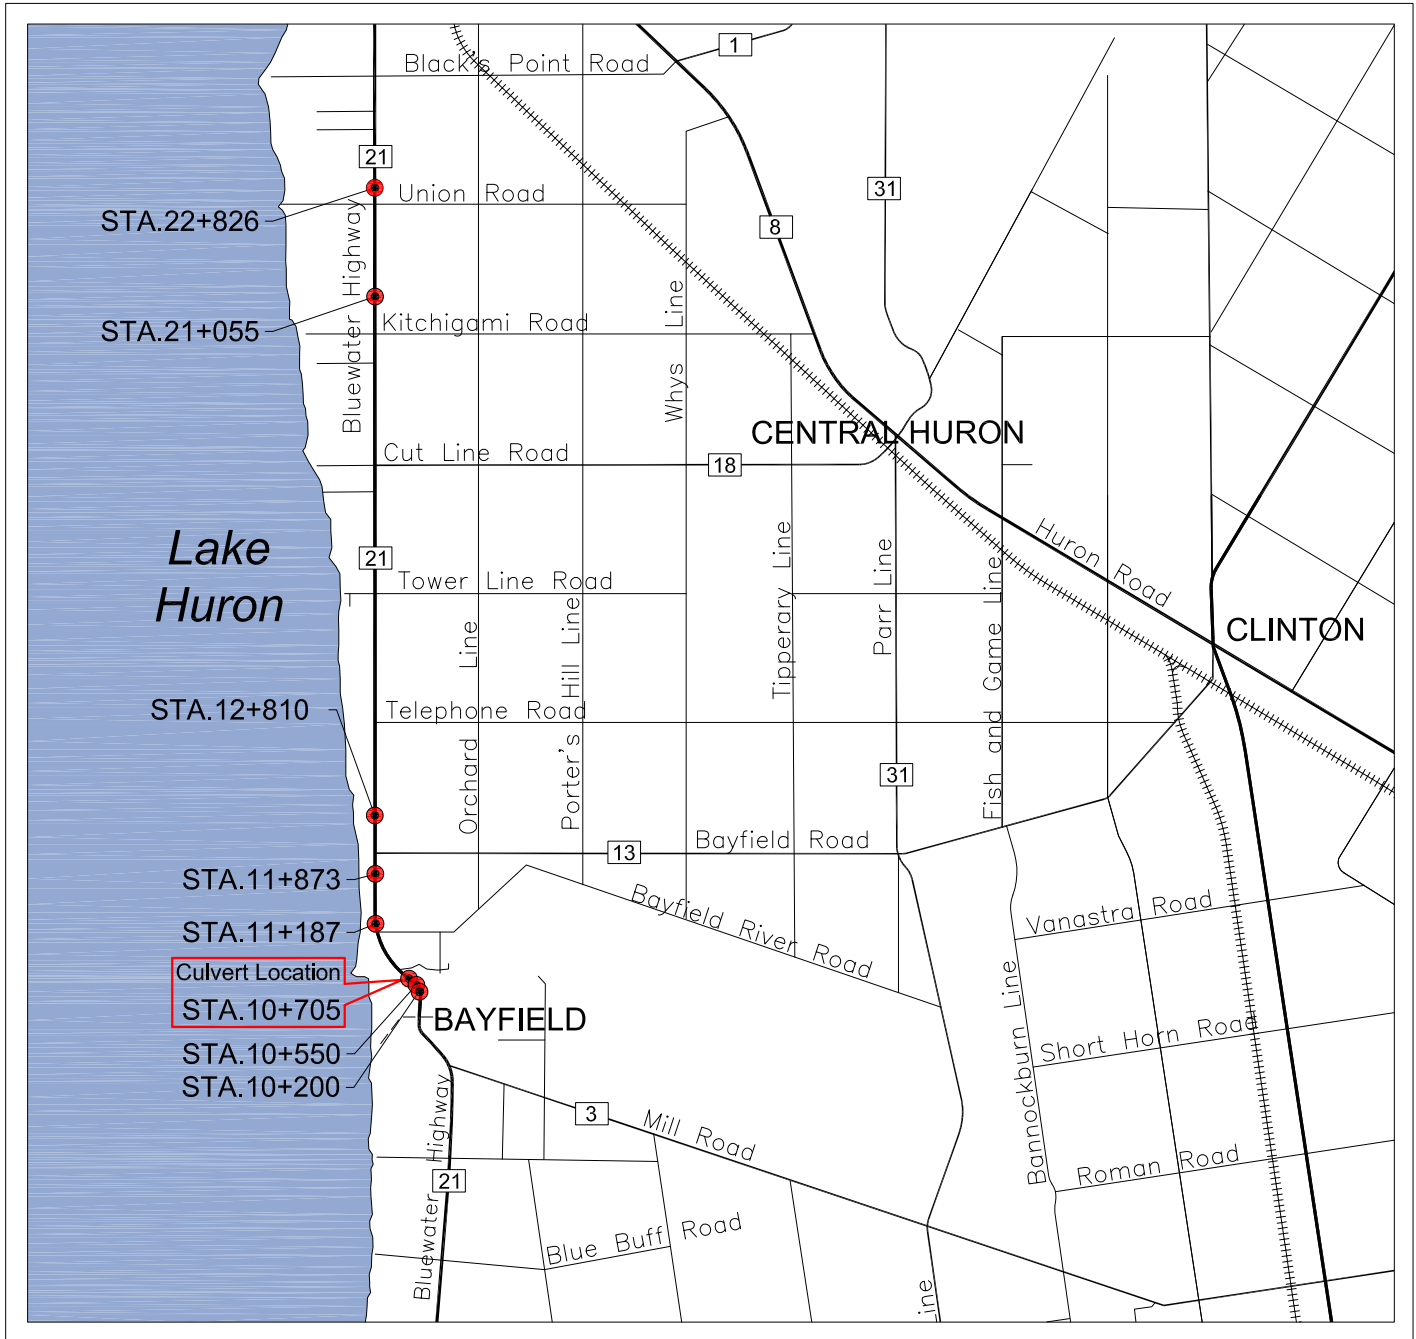 1
Black's Point Road
21
31
Union Road
STA.22+826
8
Bluewater Highway
STA.21+055
Kitchigami Road
Whys Line
CENTRAL HURON
Cut Line Road
18
Lake
Huron
21
Huron Road
Tower Line Road
Orchard Line
Porter's Hill Line
Tipperary Line
Parr Line
Fish and Game Line
CLINTON
STA.12+810
Telephone Road
31
13
Bayfield Road
STA.11+873
Bayfield River Road
Vanastra Road
STA.11+187
Culvert Location
STA.10+705
BAYFIELD
Bannockburn Line
Short Horn Road
STA.10+550
STA.10+200
3
Mill Road
Bluewater Highway
21
Roman Road
Blue Buff Road
ine